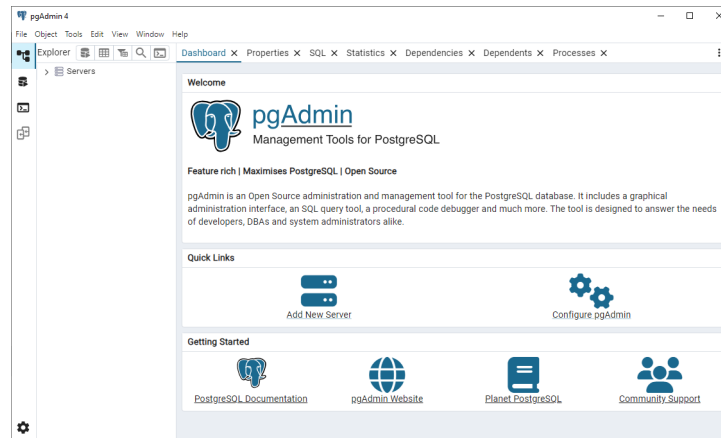 pgAdmin 4
File Object Tools Edit View Window Help
Explorer
Dashboard Properties SQL Statistics Dependencies Dependents Processes
Servers
Welcome
pgAdmin
Management Tools for PostgreSQL
Feature rich | Maximises PostgreSQL | Open Source
pgAdmin is an Open Source administration and management tool for the PostgreSQL database. It includes a graphical
administration interface, an SQL query tool, a procedural code debugger and much more. The tool is designed to answer the needs
of developers, DBAs and system administrators alike.
Quick Links
Add New Server
Configure pgAdmin
Getting Started
PostgreSQL Documentation
pgAdmin Website
Planet PostgreSQL
Community Support